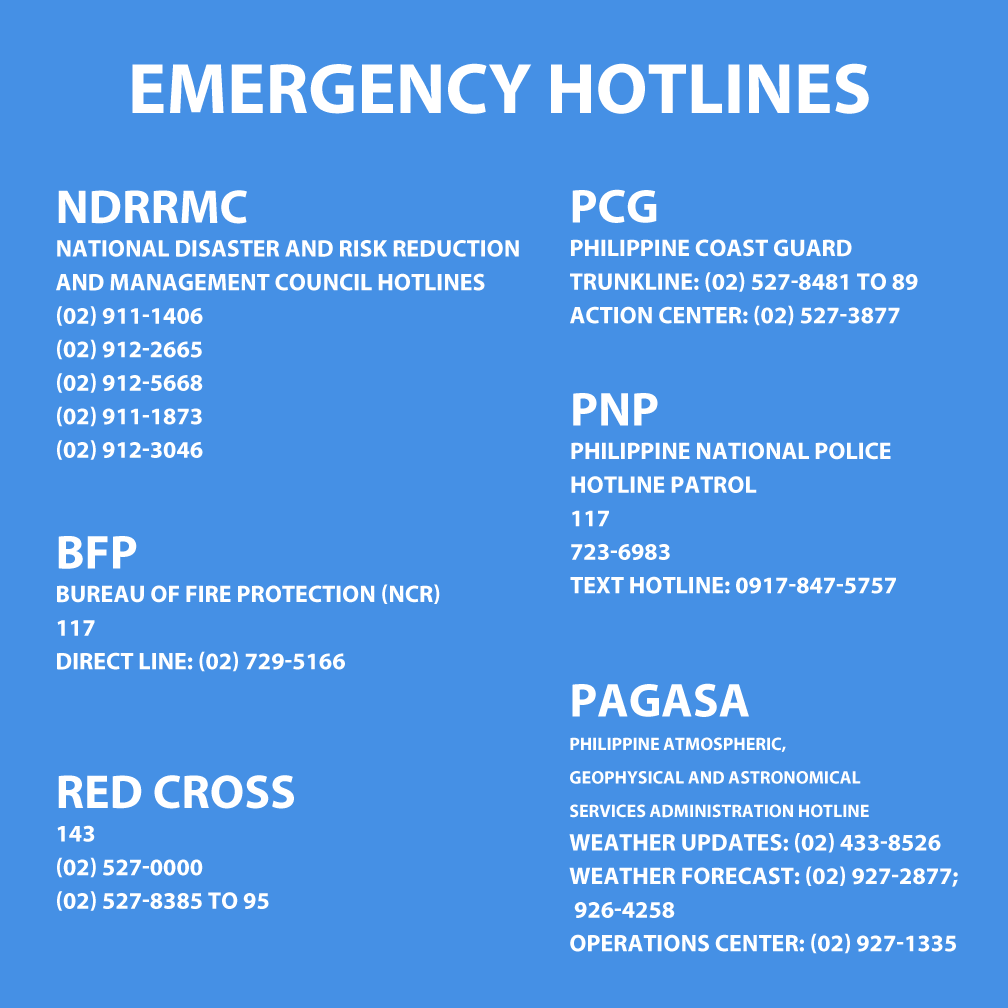 EMERGENCY HOTLINES
NDRRMC
NATIONAL DISASTER AND RISK REDUCTION
AND MANAGEMENT COUNCIL HOTLINES
(02) 911-1406
(02) 912-2665
(02) 912-5668
(02) 911-1873
(02) 912-3046
BFP
BUREAU OF FIRE PROTECTION (NCR)
117
DIRECT LINE: (02) 729-5166
RED CROSS
143
(02) 527-0000
(02) 527-8385 TO 95
PCG
PHILIPPINE COAST GUARD
TRUNKLINE: (02) 527-8481 TO 89
ACTION CENTER: (02) 527-3877
PNP
PHILIPPINE NATIONAL POLICE
HOTLINE PATROL
117
723-6983
TEXT HOTLINE: 0917-847-5757
PAGASA
PHILIPPINE ATMOSPHERIC,
GEOPHYSICAL AND ASTRONOMICAL
SERVICES ADMINISTRATION HOTLINE
WEATHER UPDATES: (02) 433-8526
WEATHER FORECAST: (02) 927-2877;
926-4258
OPERATIONS CENTER: (02) 927-1335